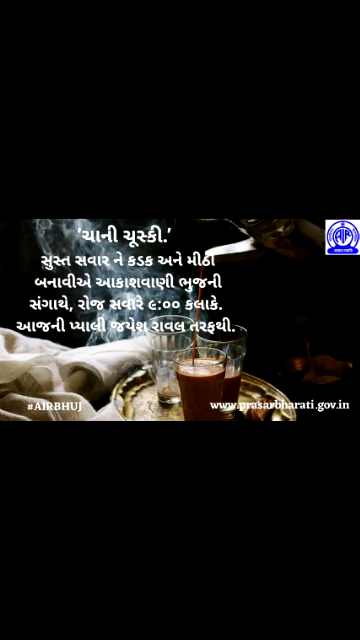 'ચાની ચૂસ્કી.'
સુસ્ત સવાર ને કડક અને મીઠી
બનાવીએ આકાશવાણી ભુજની
સંગાથે, રોજ સવારે ૯:૦૦ કલાકે.
આજની પ્યાલી જયેશ રાવલ તરફથી.
#AIRBHUJ
www.prasarbharati.gov.in